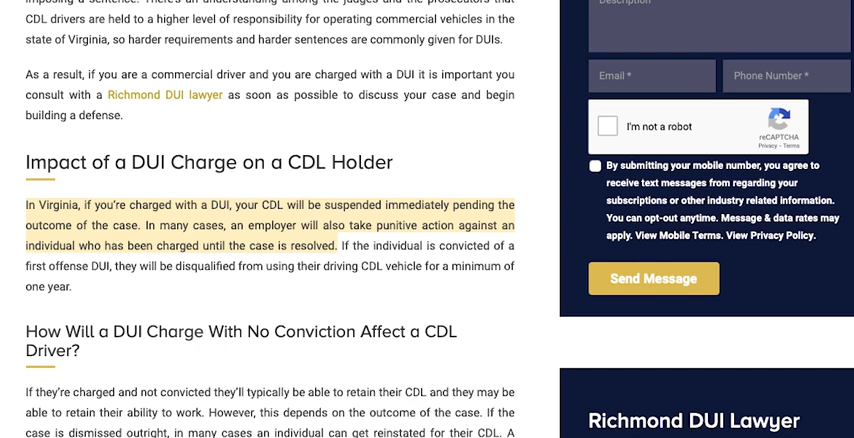 imposing a sentence. There's an understanding among the judges and the prosecutors that
CDL drivers are held to a higher level of responsibility for operating commercial vehicles in the
state of Virginia, so harder requirements and harder sentences are commonly given for DUIs.
As a result, if you are a commercial driver and you are charged with a DUI it is important you
consult with a Richmond DUI lawyer as soon as possible to discuss your case and begin
building a defense.
Impact of a DUI Charge on a CDL Holder
In Virginia, if you're charged with a DUI, your CDL will be suspended immediately pending the
outcome of the case. In many cases, an employer will also take punitive action against an
individual who has been charged until the case is resolved. If the individual is convicted of a
first offense DUI, they will be disqualified from using their driving CDL vehicle for a minimum of
one year.
How Will a DUI Charge With No Conviction Affect a CDL
Driver?
If they're charged and not convicted they'll typically be able to retain their CDL and they may be
able to retain their ability to work. However, this depends on the outcome of the case. If the
case is dismissed outright, in many cases an individual can get reinstated for their CDL. A
Description
Email *
Phone Number *
I'm not a robot
reCAPTCHA
Privacy - Terms
By submitting your mobile number, you agree to
receive text messages from regarding your
subscriptions or other industry related information.
You can opt-out anytime. Message & data rates may
apply. View Mobile Terms. View Privacy Policy.
Send Message
Richmond DUI Lawyer